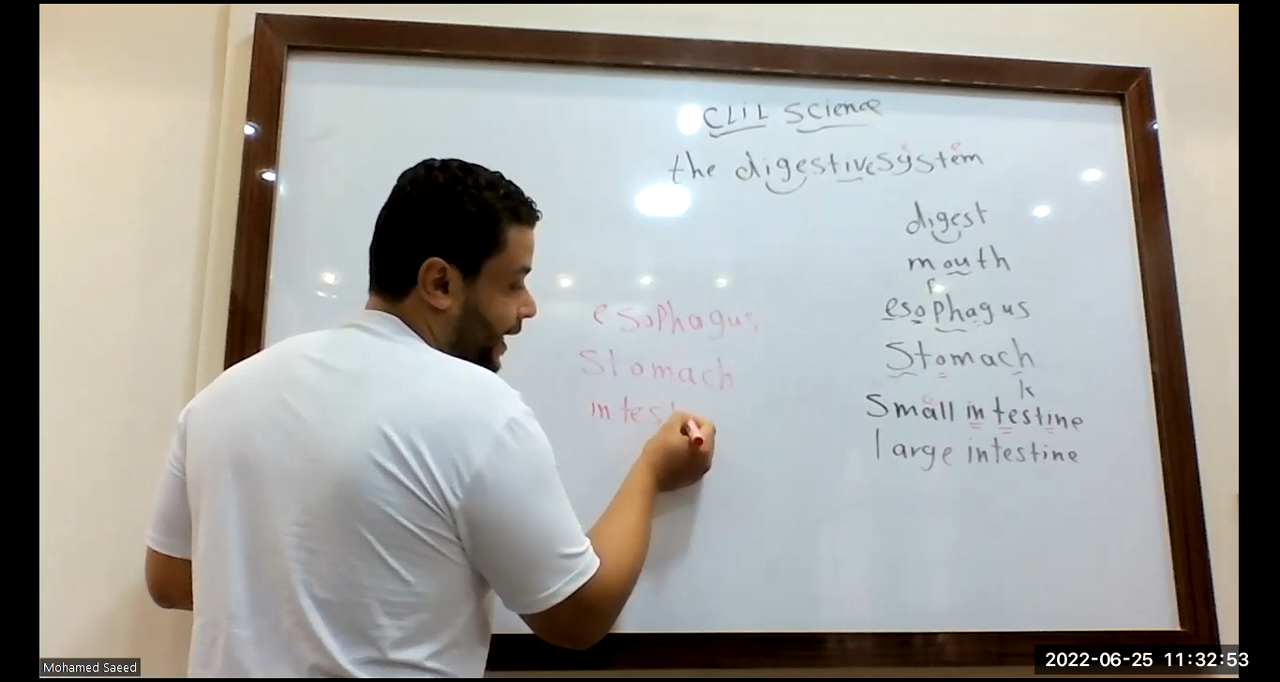 CLiL Science
the digestive system
digest
mouth
f
esophagus
Stomach
k
Small intestine
large intestine
esophagus
Stomach
intest
Mohamed Saeed
2022-06-25 11:32:53